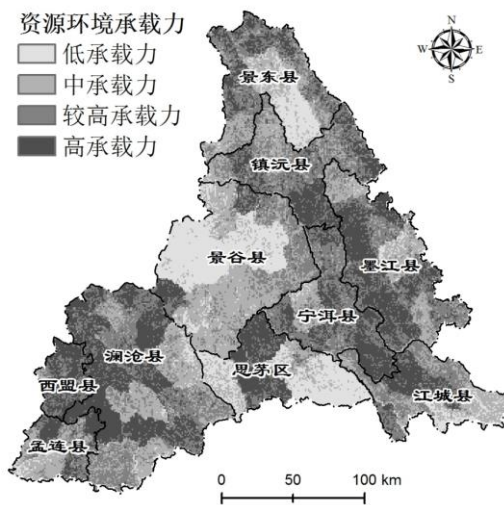 资源环境承载力
低承载力
中承载力
较高承载力
高承载力
N
W E
S
景东县
镇沅县
景谷县
墨江县
宁洱县
澜沧县
思茅区
西盟县
江城县
孟连县
0 50 100 km